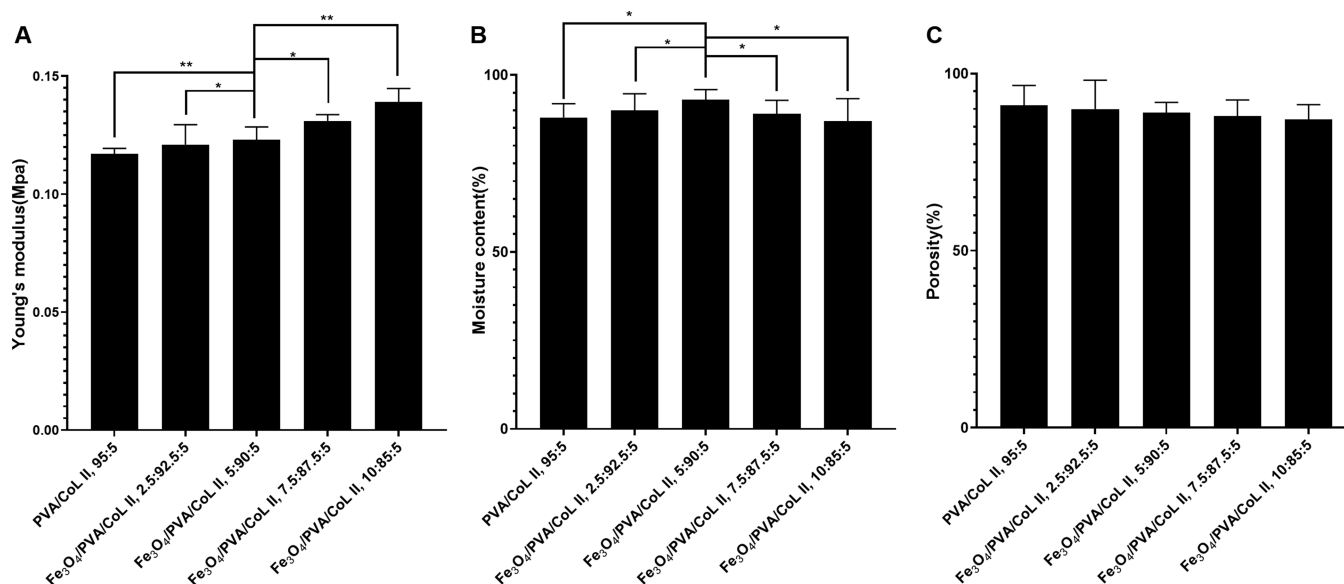 A
**
**
*
*
0.15
0.10
0.05
0.00
Young's modulus(Mpa)
PVA/CoL II, 95:5
Fe₃O₄/PVA/CoL II, 2.5:92.5:5
Fe₃O₄/PVA/CoL II, 5:90:5
Fe₃O₄/PVA/CoL II, 7.5:87.5:5
Fe₃O₄/PVA/CoL II, 10:85:5
B
*
*
*
*
100
50
0
Moisture content(%)
PVA/CoL II, 95:5
Fe₃O₄/PVA/CoL II, 2.5:92.5:5
Fe₃O₄/PVA/CoL II, 5:90:5
Fe₃O₄/PVA/CoL II, 7.5:87.5:5
Fe₃O₄/PVA/CoL II, 10:85:5
C
100
50
0
Porosity(%)
PVA/CoL II, 95:5
Fe₃O₄/PVA/CoL II, 2.5:92.5:5
Fe₃O₄/PVA/CoL II, 5:90:5
Fe₃O₄/PVA/CoL II, 7.5:87.5:5
Fe₃O₄/PVA/CoL II, 10:85:5